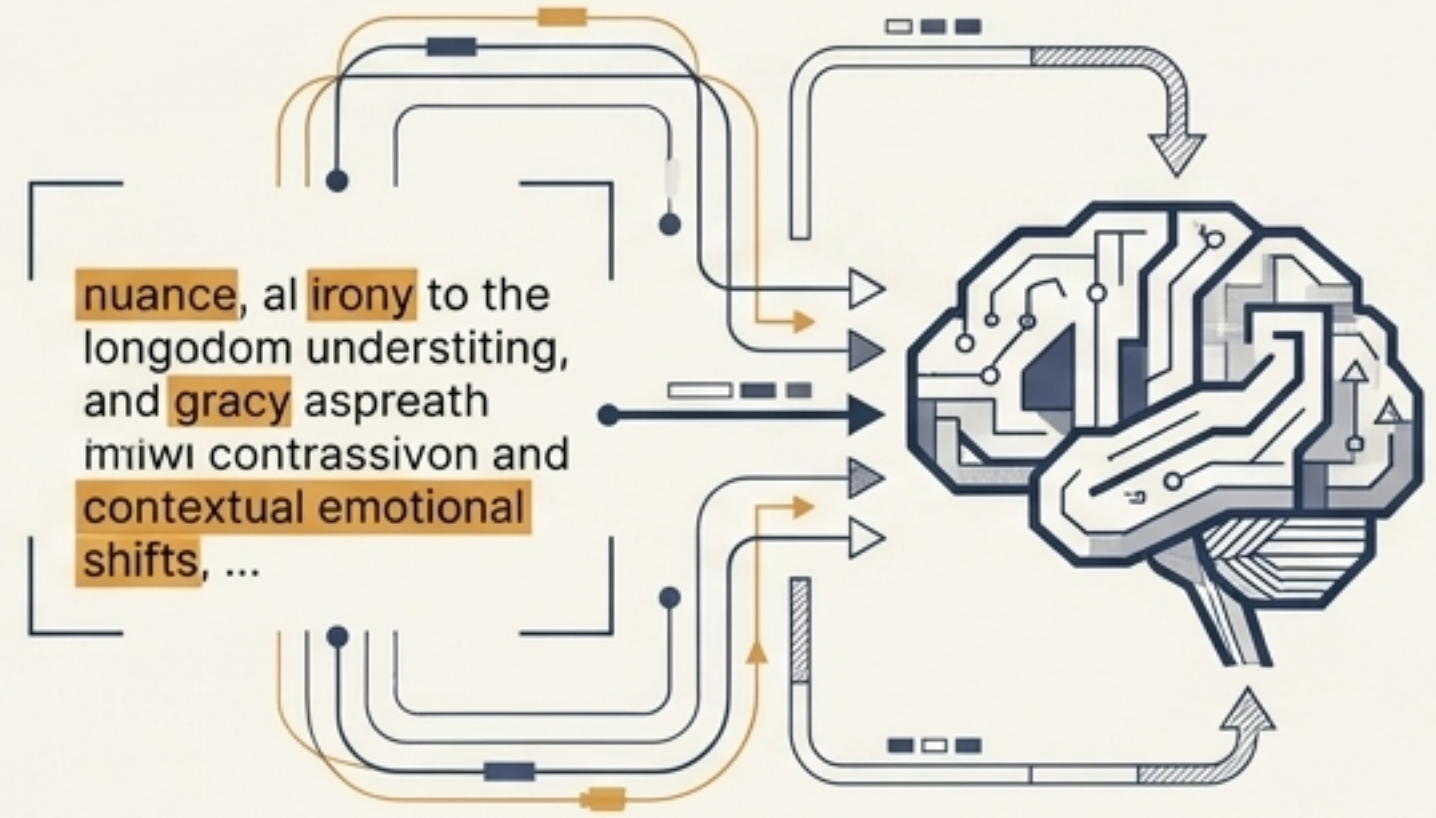 nuance, al irony to the
longodom understiting,
and gracy aspreath
contrassivon and
contextual emotional
shifts, ...